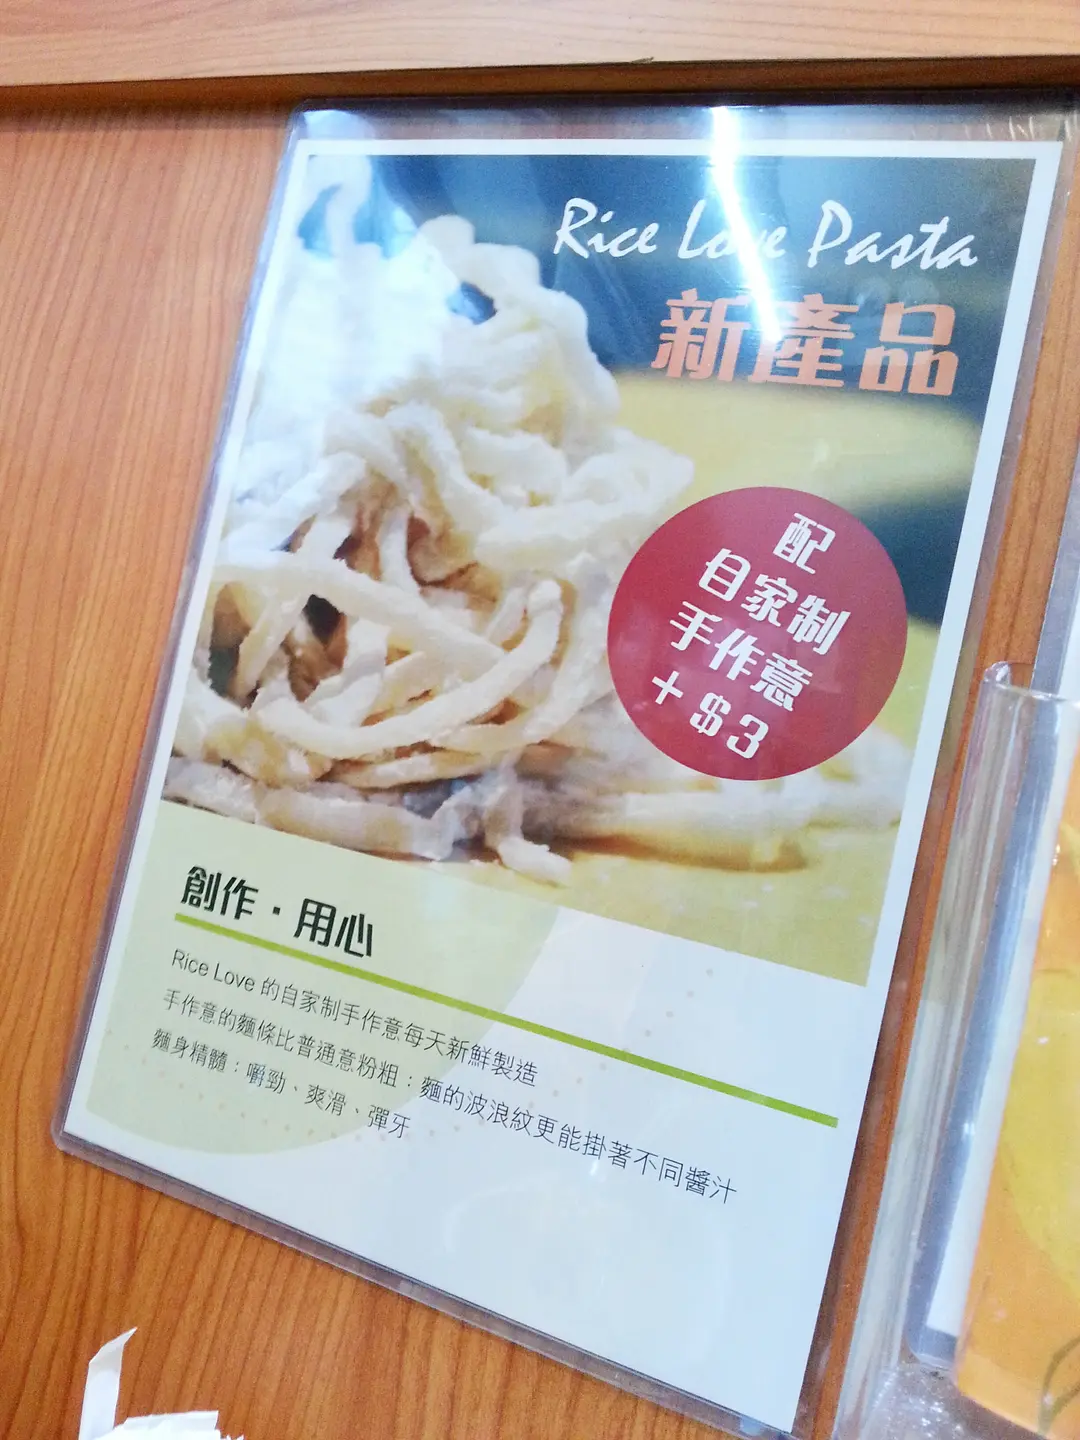 Rice Love Pasta
新產品
配
自家制
手作意
+$3
創作·用心
Rice Love 的自家制手作意每天新鮮製造
手作意的麵條比普通意粉粗:麵的波浪紋更能掛著不同醬汁
麵身精髓:嚼勁、爽滑、彈牙